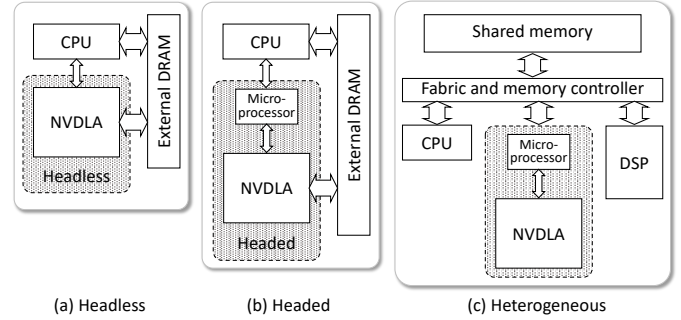 CPU
NVDLA
Headless
External DRAM
(a) Headless
CPU
Micro-
processor
NVDLA
Headed
External DRAM
(b) Headed
Shared memory
Fabric and memory controller
CPU
Micro-
processor
NVDLA
DSP
(c) Heterogeneous